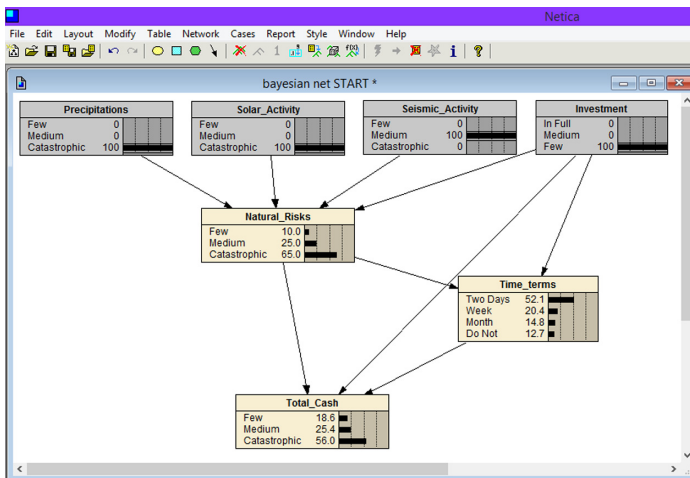 Netica
File Edit Layout Modify Table Network Cases Report Style Window Help
bayesian net START *
Precipitations
Few 0
Medium 0
Catastrophic 100
Solar_Activity
Few 0
Medium 0
Catastrophic 100
Seismic_Activity
Few 0
Medium 100
Catastrophic 0
Investment
In Full 0
Medium 0
Few 100
Natural_Risks
Few 10.0
Medium 25.0
Catastrophic 65.0
Time_terms
Two Days 52.1
Week 20.4
Month 14.8
Do Not 12.7
Total_Cash
Few 18.6
Medium 25.4
Catastrophic 56.0